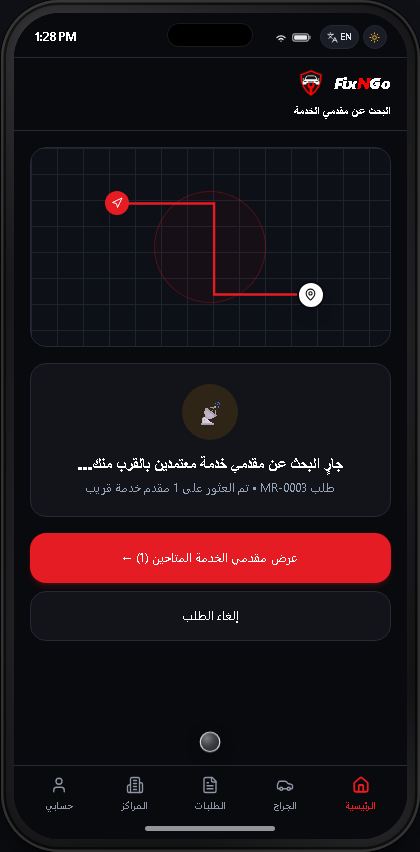 1:28 PM
EN
FixNGo
البحث عن مقدمي الخدمة
جارٍ البحث عن مقدمي خدمة معتمدين بالقرب منك...
طلب MR-0003 • تم العثور على 1 مقدم خدمة قريب
عرض مقدمي الخدمة المتاحين (1) ←
إلغاء الطلب
الرئيسية
الجراج
الطلبات
المراكز
حسابي